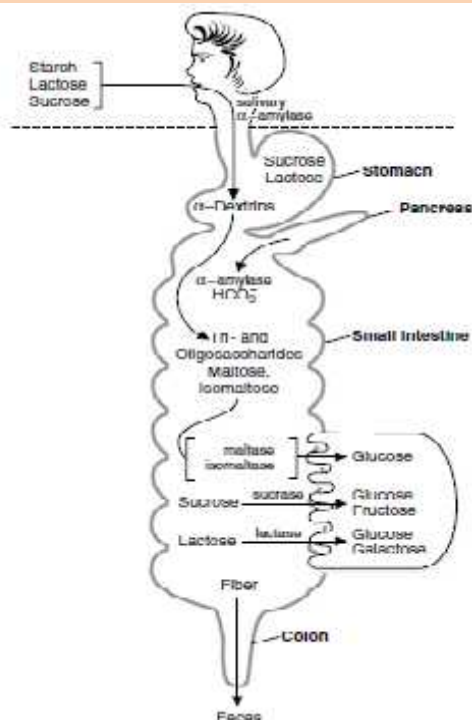 Starch
Lactose
Sucrose
salivary
α-amylase
Sucrose
Lactose
Stomach
α-Dextrins
Pancreas
α-amylase
HCO₃⁻
Tri- and
Oligosaccharides
Maltose,
Isomaltose
Small Intestine
maltase
isomaltase
Glucose
Sucrose
sucrase
Glucose
Fructose
Lactose
lactase
Glucose
Galactose
Fiber
Colon
Feces